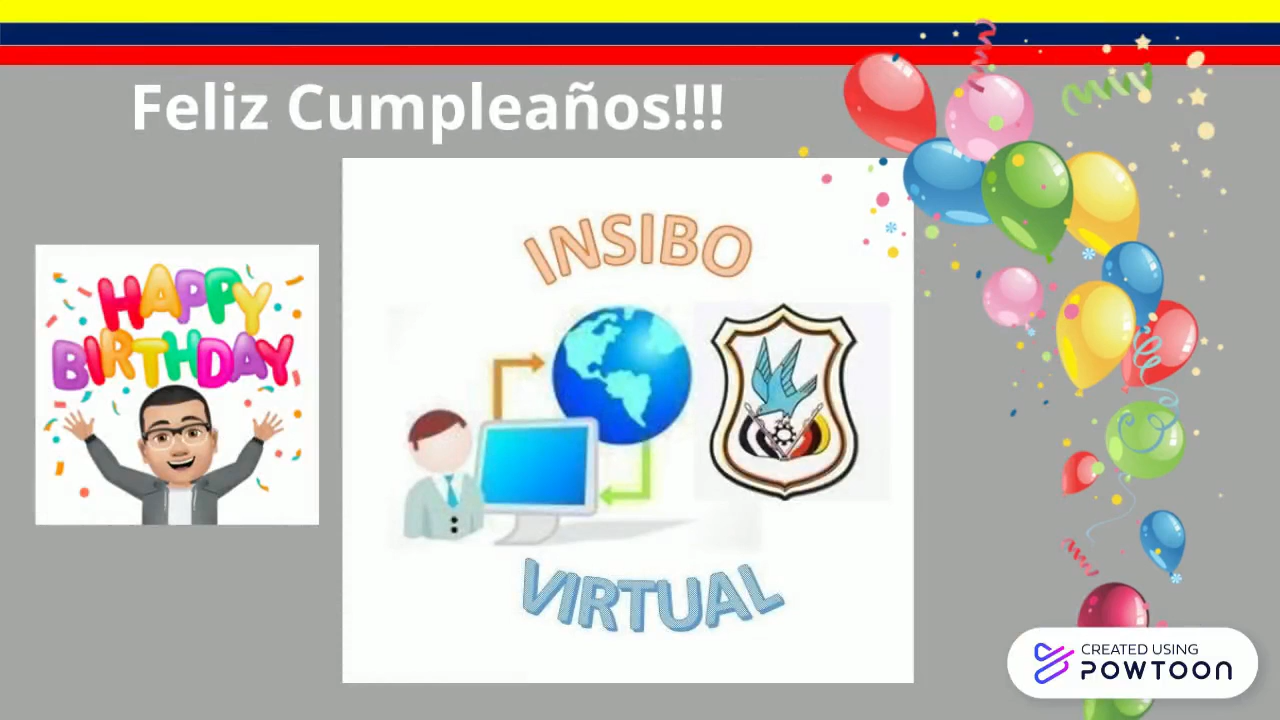 Feliz Cumpleaños!!!
HAPPY
BIRTHDAY
INSIBO
VIRTUAL
CREATED USING
POWTOON